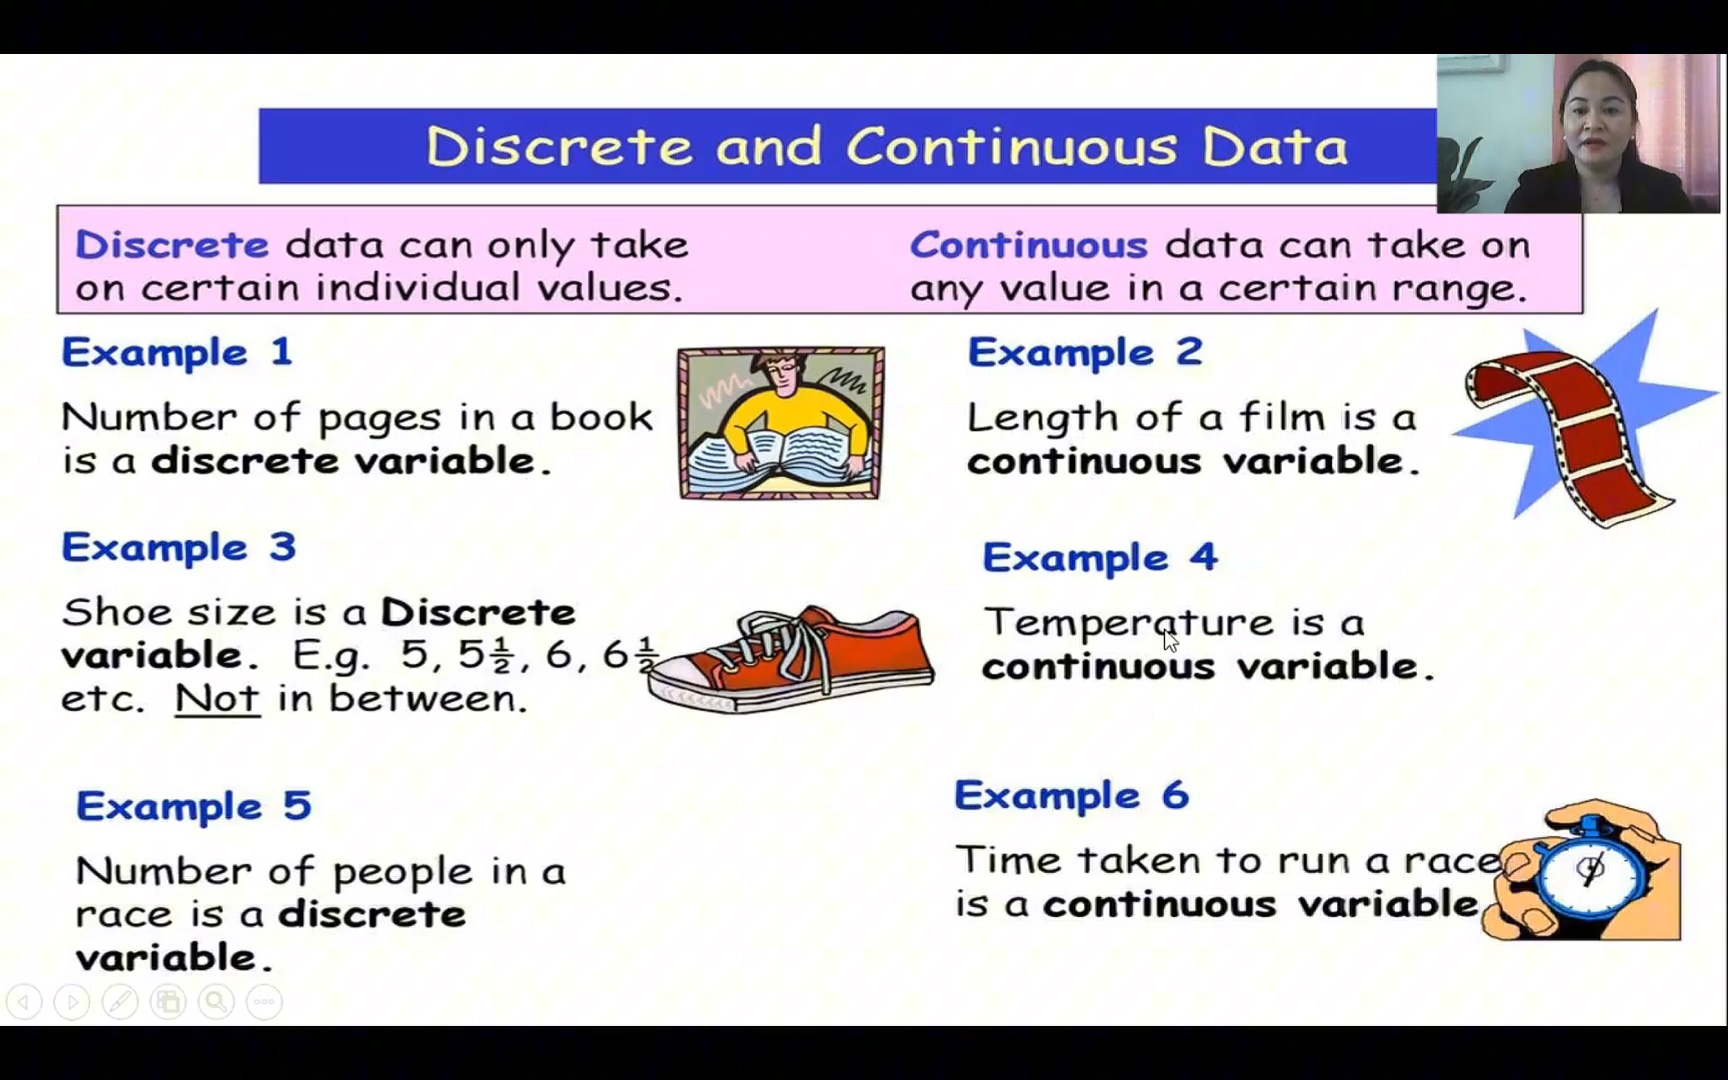 Discrete and Continuous Data
Discrete data can only take
on certain individual values.
Continuous data can take on
any value in a certain range.
Example 1
Number of pages in a book
is a discrete variable.
Example 2
Length of a film is a
continuous variable.
Example 3
Shoe size is a Discrete
variable. E.g. 5, 5½, 6, 6½
etc. Not in between.
Example 4
Temperature is a
continuous variable.
Example 5
Number of people in a
race is a discrete
variable.
Example 6
Time taken to run a race
is a continuous variable